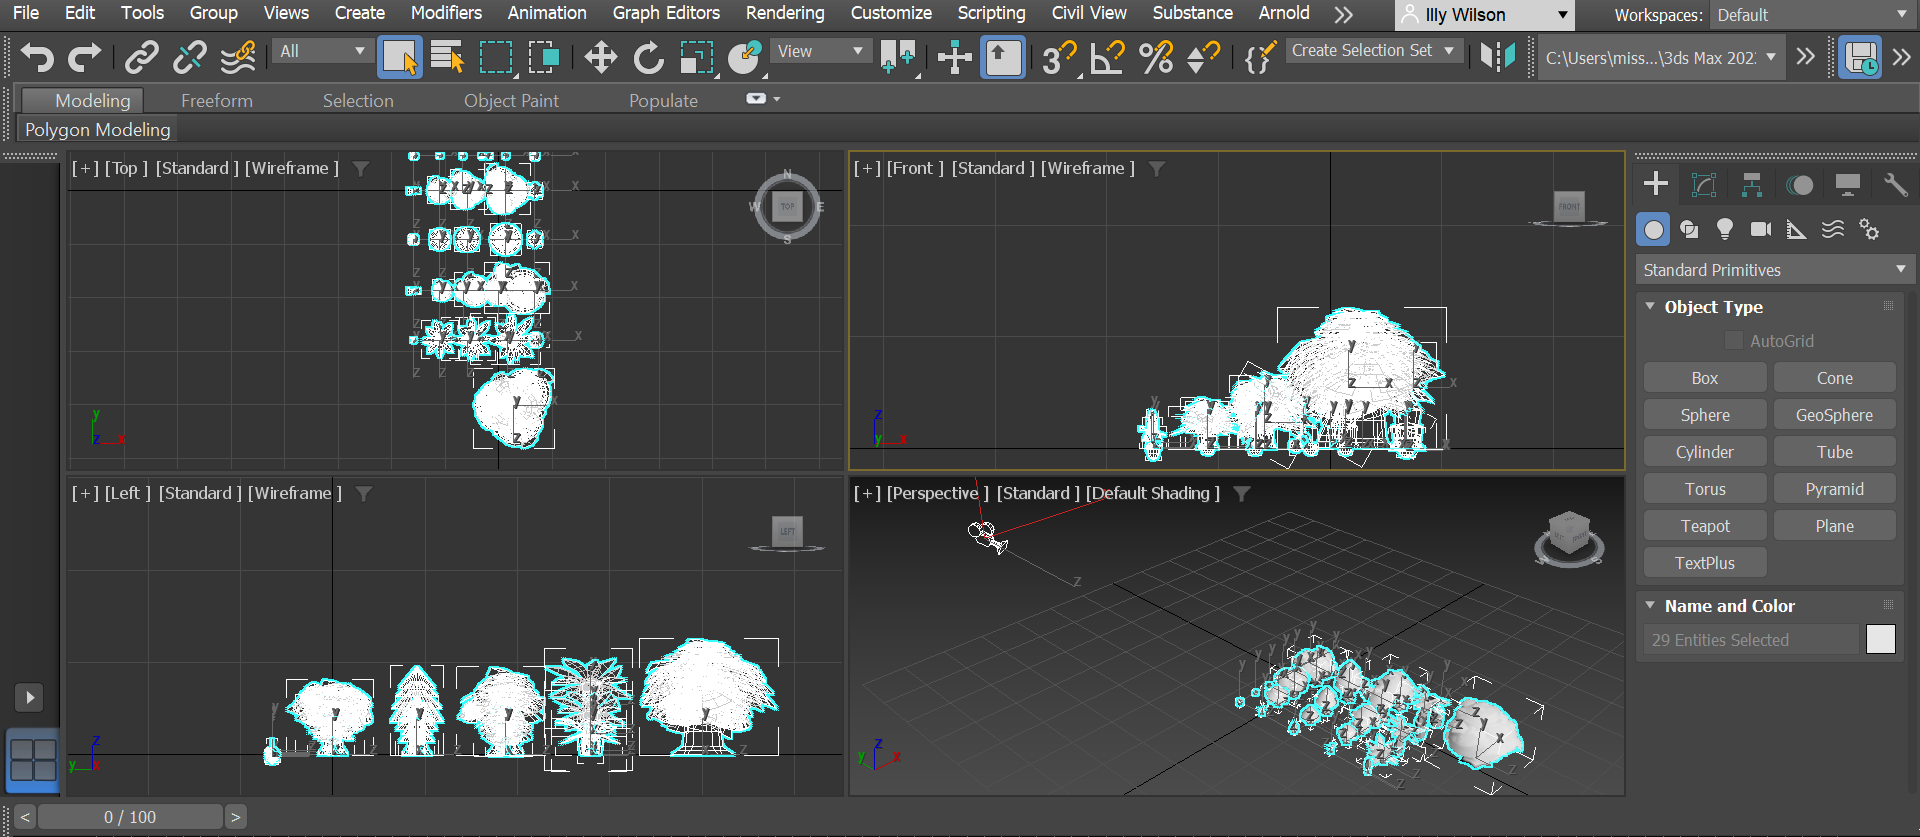 File Edit Tools Group Views Create Modifiers Animation Graph Editors Rendering Customize Scripting Civil View Substance Arnold Illy Wilson Workspaces: Default
All View 3 Create Selection Set C:\Users\miss...\3ds Max 202
Modeling Freeform Selection Object Paint Populate
Polygon Modeling
[+] [Top ] [Standard ] [Wireframe ]
N
W TOP E
S
[+] [Front ] [Standard ] [Wireframe ]
FRONT
[+] [Left ] [Standard ] [Wireframe ]
LEFT
[+] [Perspective ] [Standard ] [Default Shading ]
Standard Primitives
Object Type
AutoGrid
Box Cone
Sphere GeoSphere
Cylinder Tube
Torus Pyramid
Teapot Plane
TextPlus
Name and Color
29 Entities Selected
< 0 / 100 >